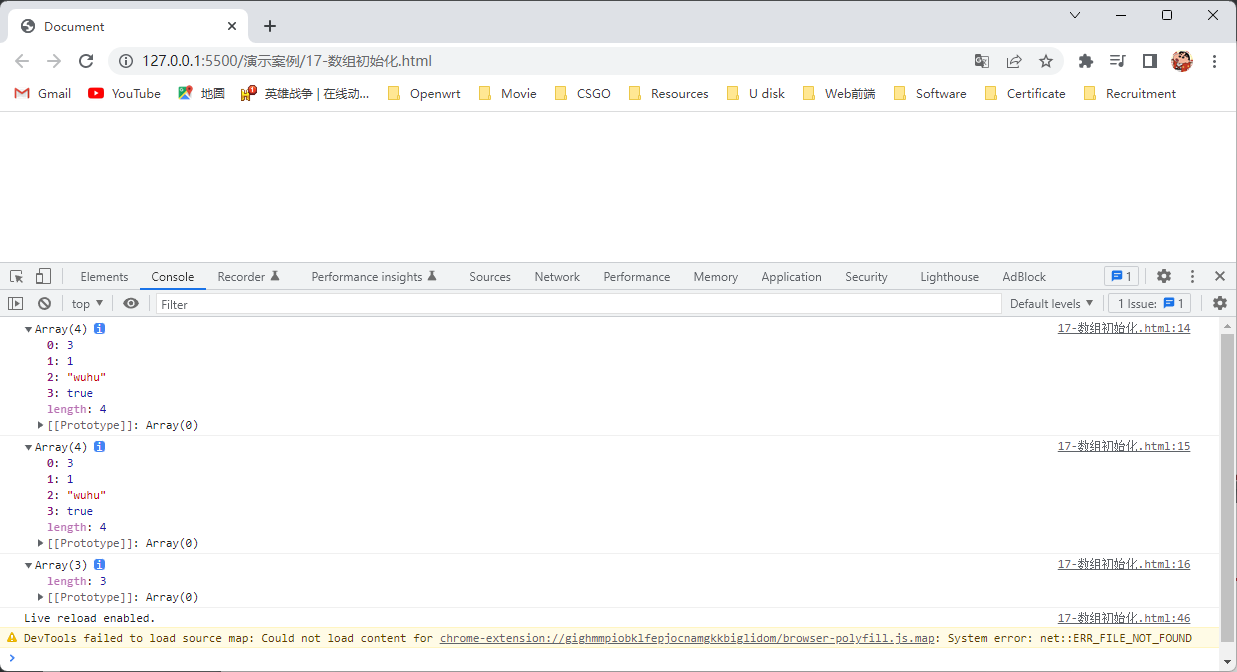 Document
127.0.0.1:5500/演示案例/17-数组初始化.html
Gmail YouTube 地图 英雄战争 | 在线动... Openwrt Movie CSGO Resources U disk Web前端 Software Certificate Recruitment
Elements Console Recorder Performance insights Sources Network Performance Memory Application Security Lighthouse AdBlock 1
top Filter Default levels 1 Issue: 1
Array(4) 17-数组初始化.html:14
0: 3
1: 1
2: "wuhu"
3: true
length: 4
[[Prototype]]: Array(0)
Array(4) 17-数组初始化.html:15
0: 3
1: 1
2: "wuhu"
3: true
length: 4
[[Prototype]]: Array(0)
Array(3) 17-数组初始化.html:16
length: 3
[[Prototype]]: Array(0)
Live reload enabled. 17-数组初始化.html:46
DevTools failed to load source map: Could not load content for chrome-extension://gighmmpiobklfepjocnamgkkbiglidom/browser-polyfill.js.map: System error: net::ERR_FILE_NOT_FOUND